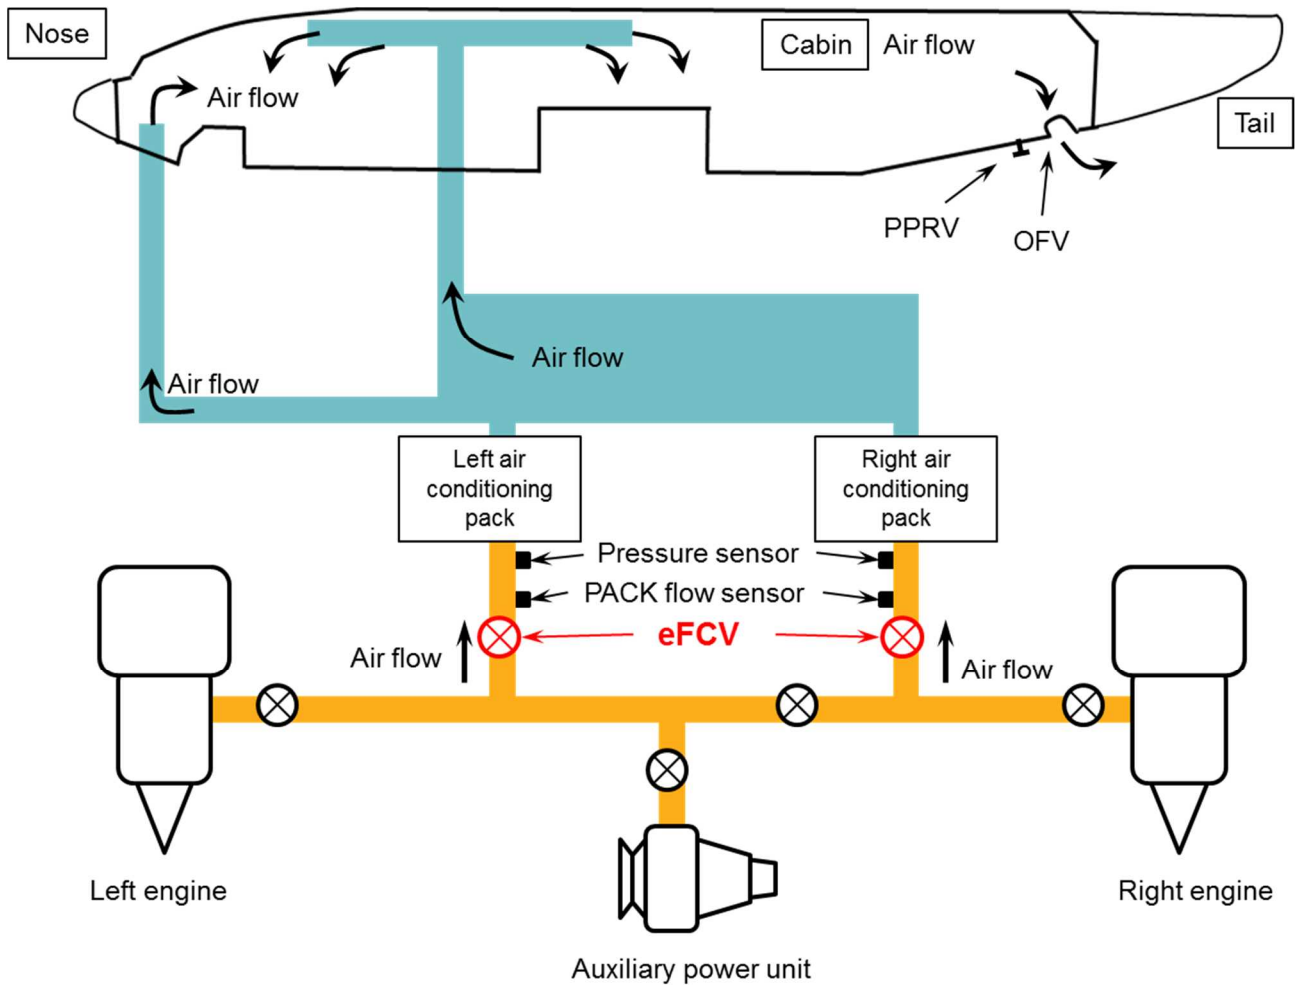 Nose
Cabin
Air flow
Air flow
Tail
PPRV
OFV
Air flow
Air flow
Left air
conditioning
pack
Right air
conditioning
pack
Pressure sensor
PACK flow sensor
eFCV
Air flow
Air flow
Left engine
Right engine
Auxiliary power unit